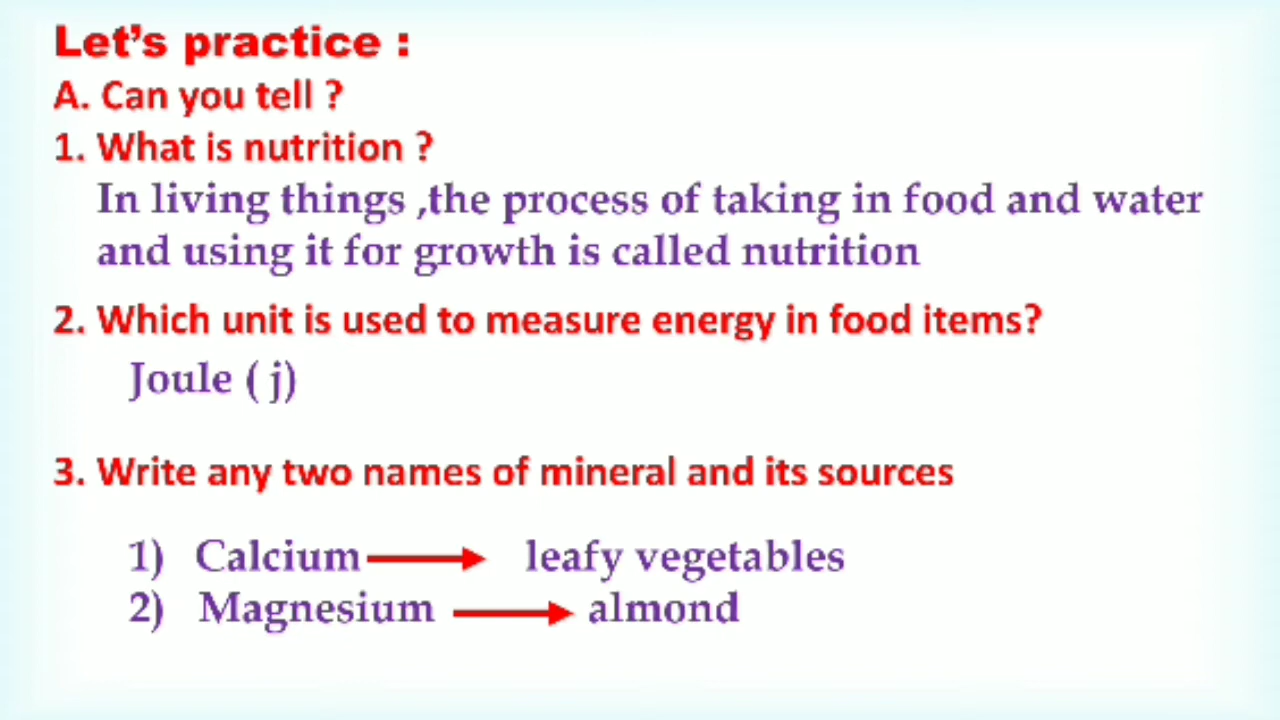 Let's practice :
A. Can you tell ?
1. What is nutrition ?
In living things ,the process of taking in food and water
and using it for growth is called nutrition
2. Which unit is used to measure energy in food items?
Joule ( j)
3. Write any two names of mineral and its sources
1) Calcium → leafy vegetables
2) Magnesium → almond